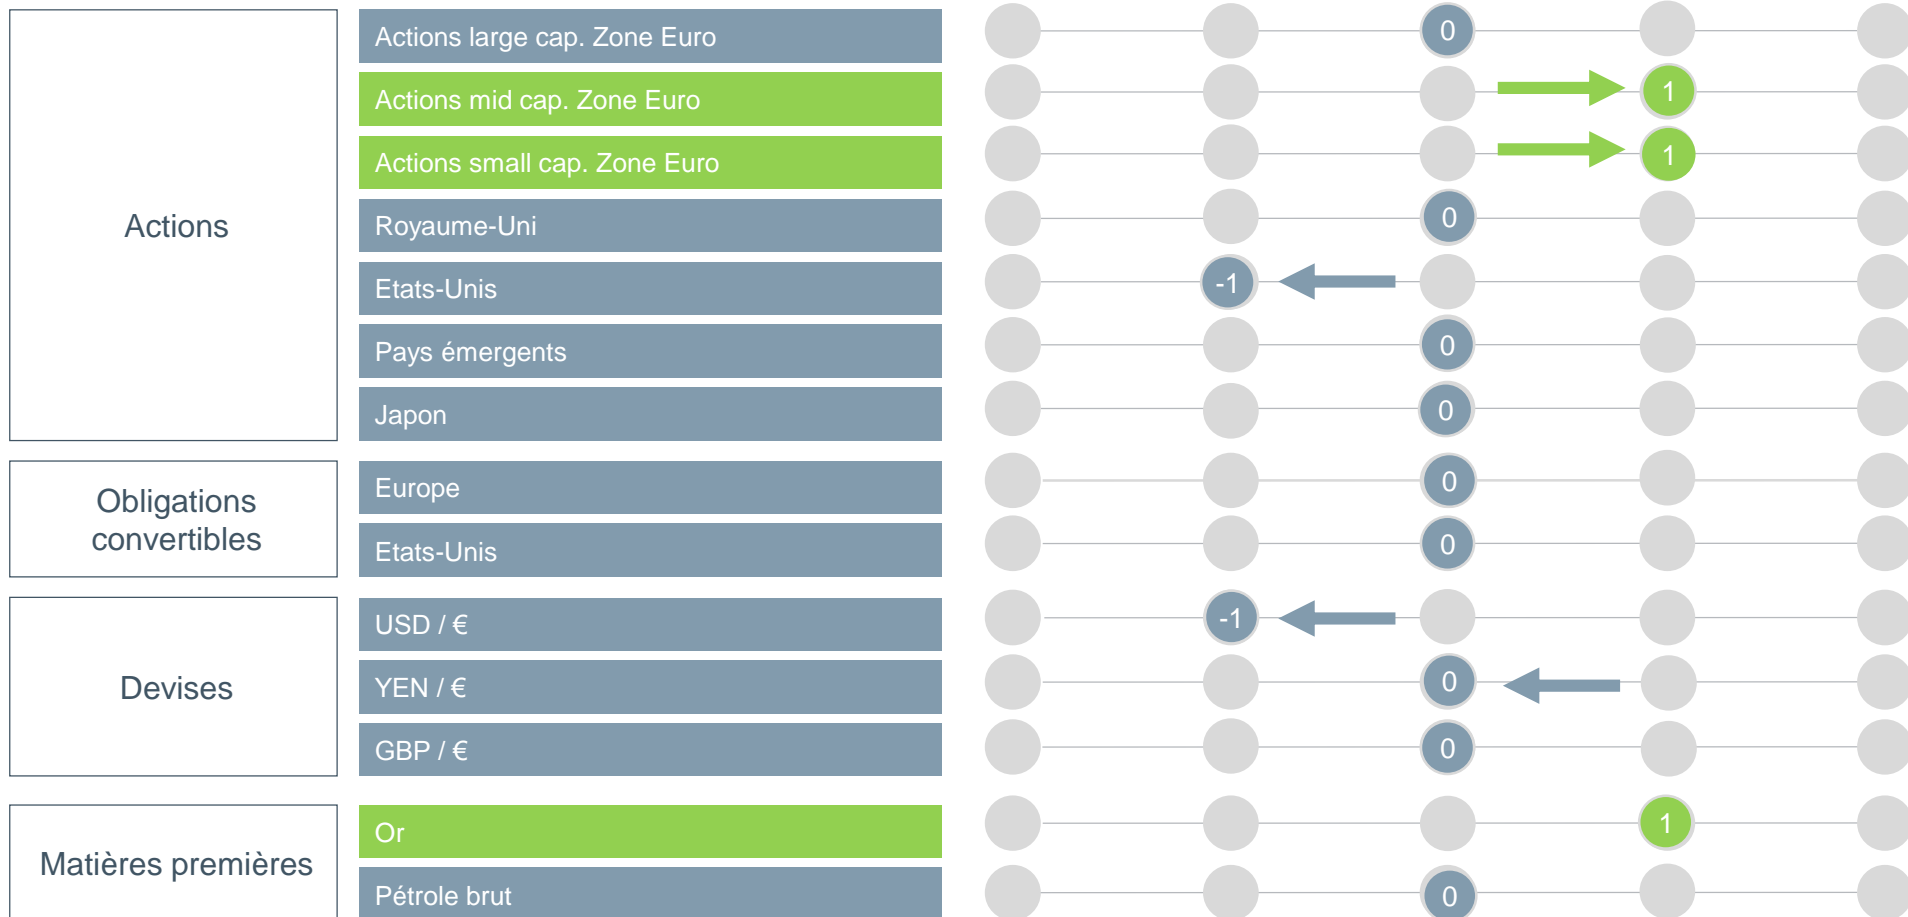 Actions
Actions large cap. Zone Euro
0
Actions mid cap. Zone Euro
1
Actions small cap. Zone Euro
1
Royaume-Uni
0
Etats-Unis
-1
Pays émergents
0
Japon
0
Obligations
convertibles
Europe
0
Etats-Unis
0
Devises
USD / €
-1
YEN / €
0
GBP / €
0
Matières premières
Or
1
Pétrole brut
0